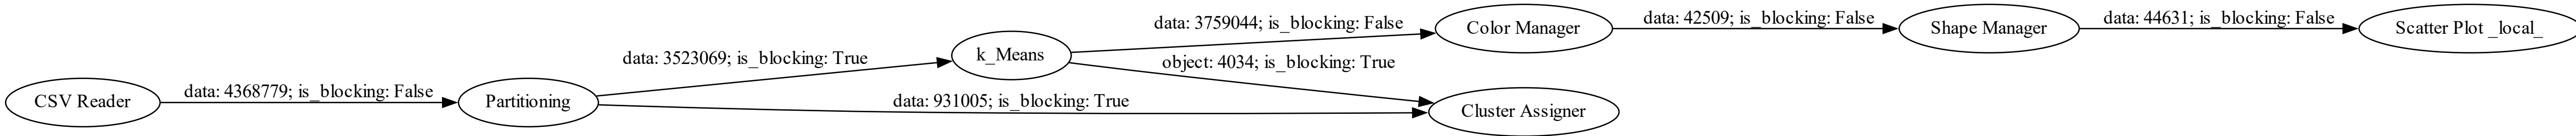 CSV Reader
data: 4368779; is_blocking: False
Partitioning
data: 3523069; is_blocking: True
data: 931005; is_blocking: True
k_Means
data: 3759044; is_blocking: False
object: 4034; is_blocking: True
Color Manager
Cluster Assigner
data: 42509; is_blocking: False
Shape Manager
data: 44631; is_blocking: False
Scatter Plot _local_